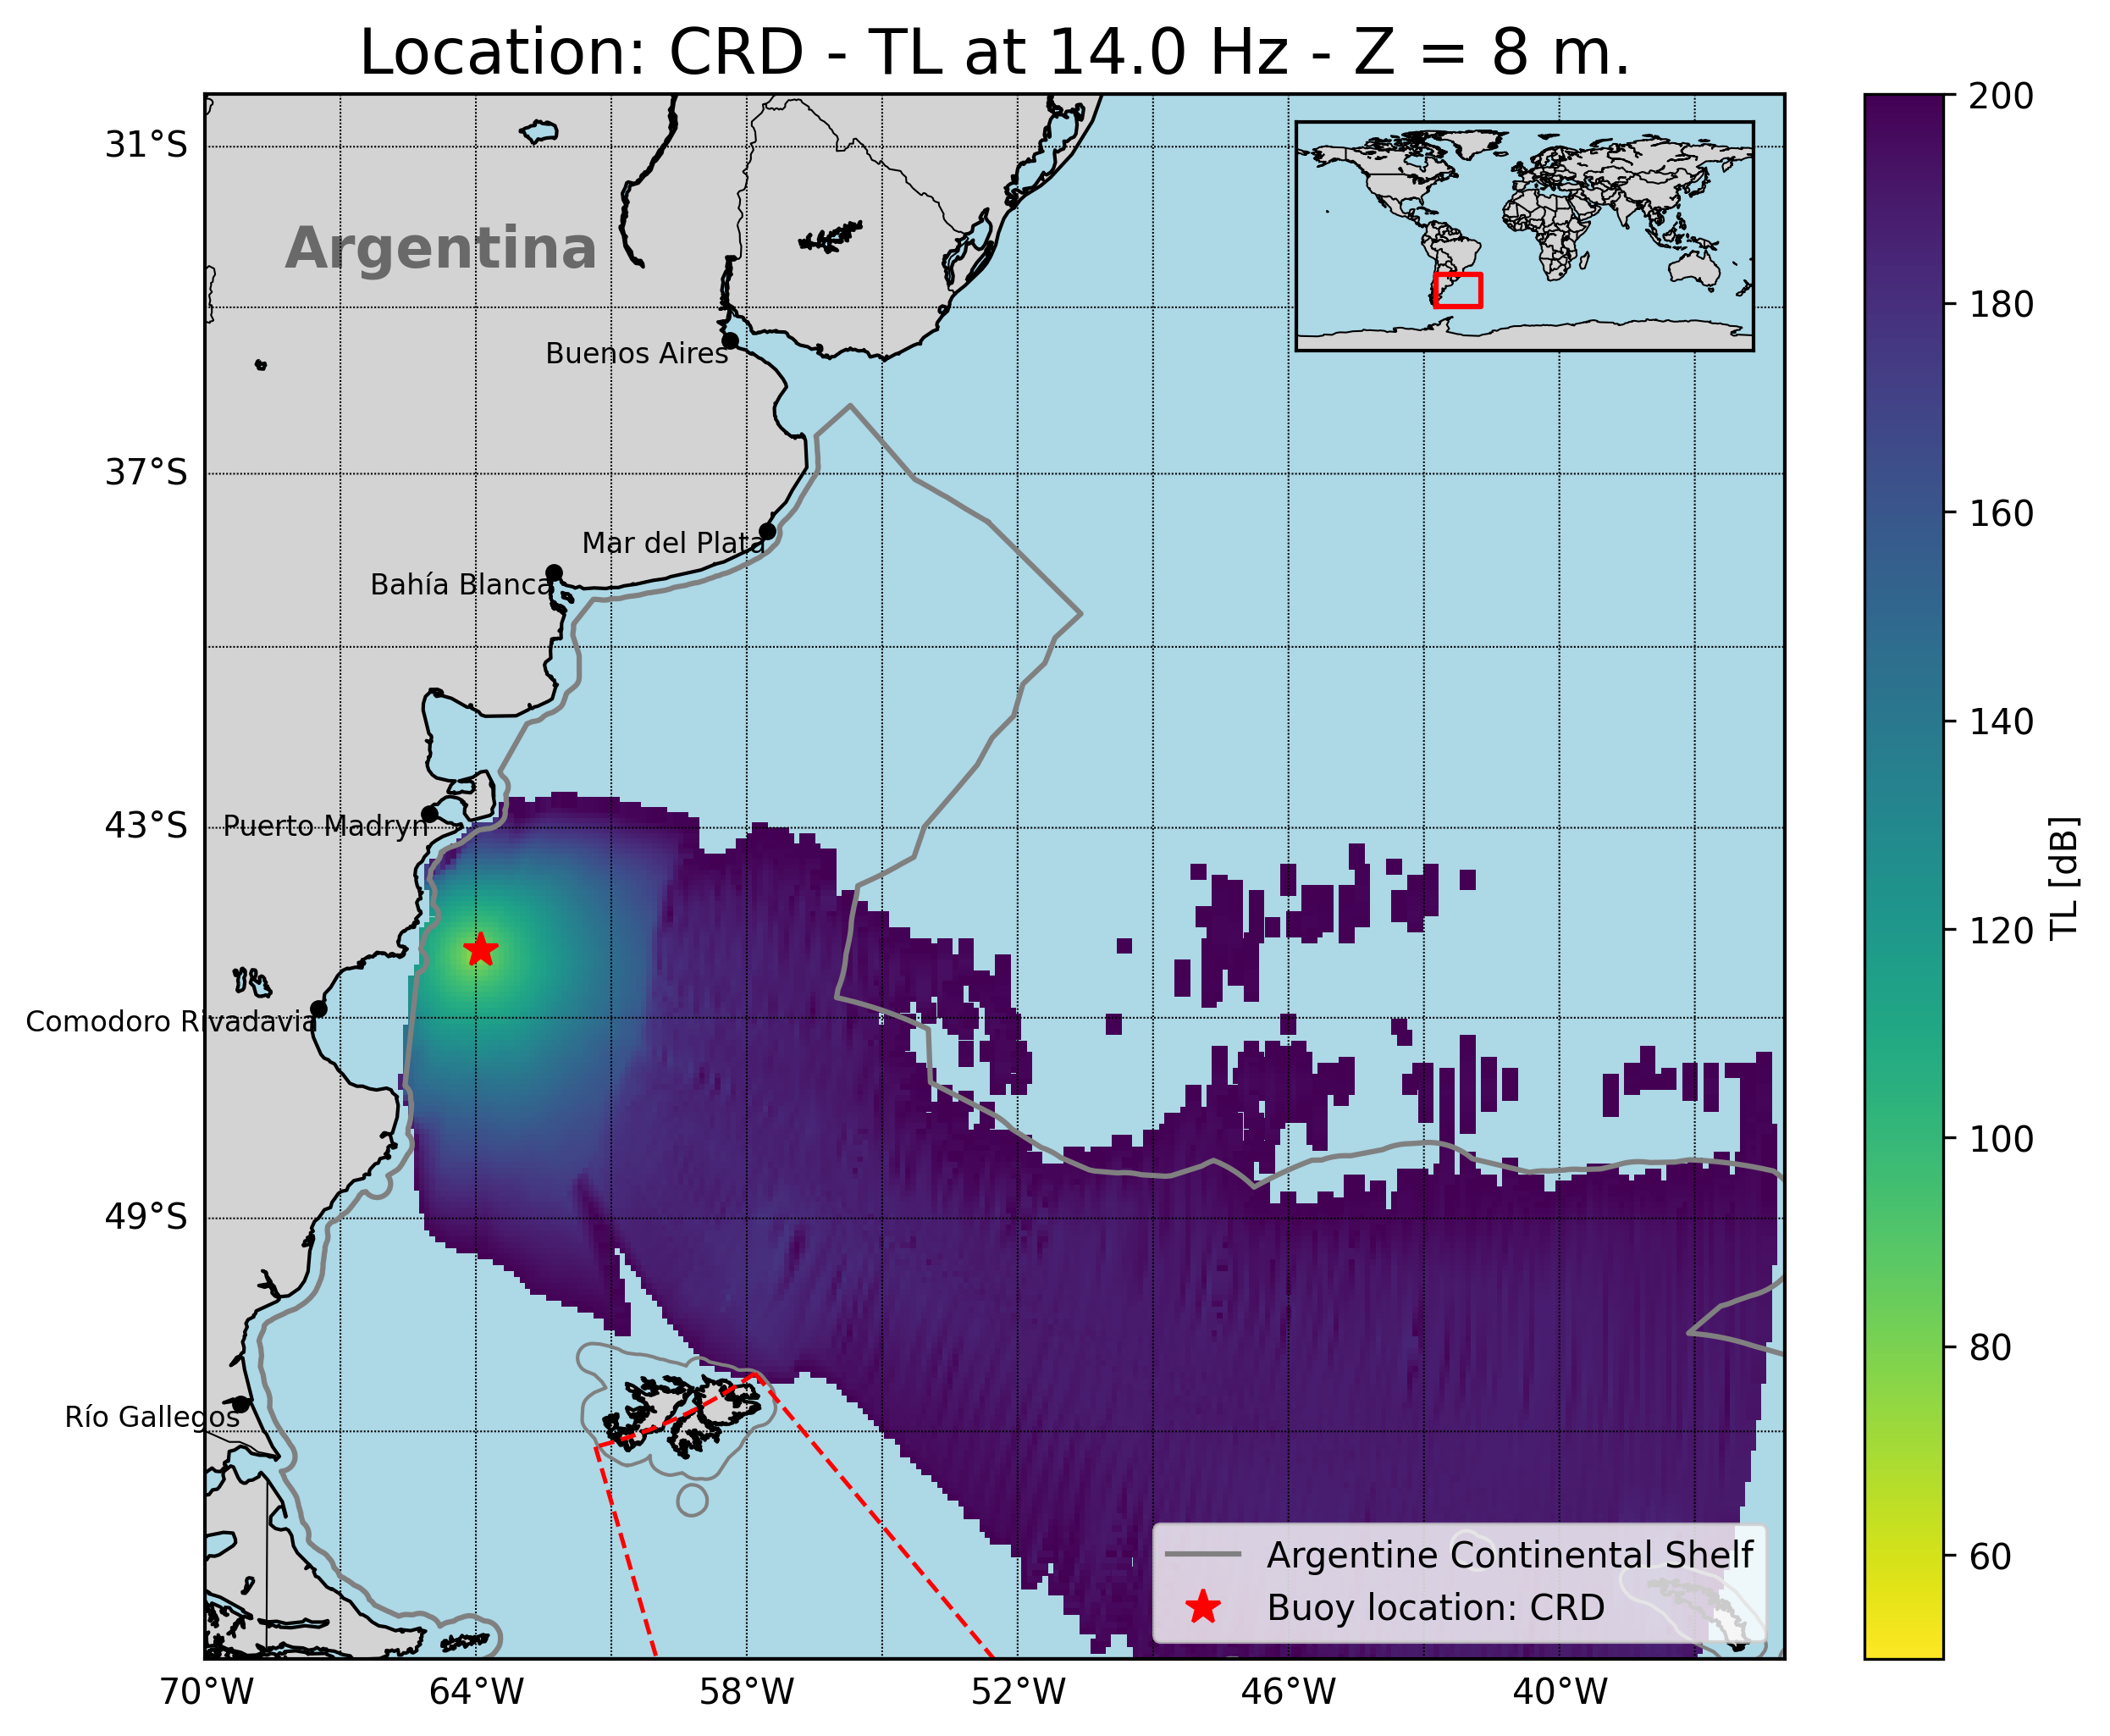 Location: CRD - TL at 14.0 Hz - Z = 8 m.
31°S
37°S
43°S
49°S
70°W
64°W
58°W
52°W
46°W
40°W
Argentina
Buenos Aires
Mar del Plata
Bahía Blanca
Puerto Madryn
Comodoro Rivadavia
Río Gallegos
Argentine Continental Shelf
Buoy location: CRD
200
180
160
140
120
100
80
60
TL [dB]